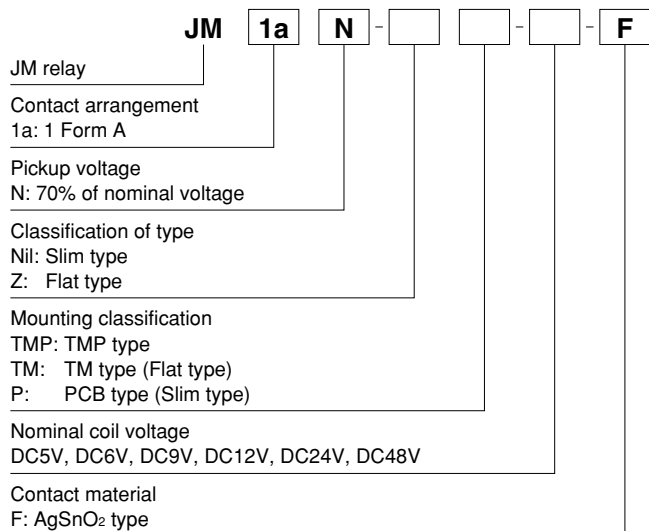 JM 1a N - - - F
JM relay
Contact arrangement
1a: 1 Form A
Pickup voltage
N: 70% of nominal voltage
Classification of type
Nil: Slim type
Z: Flat type
Mounting classification
TMP: TMP type
TM: TM type (Flat type)
P: PCB type (Slim type)
Nominal coil voltage
DC5V, DC6V, DC9V, DC12V, DC24V, DC48V
Contact material
F: AgSnO₂ type